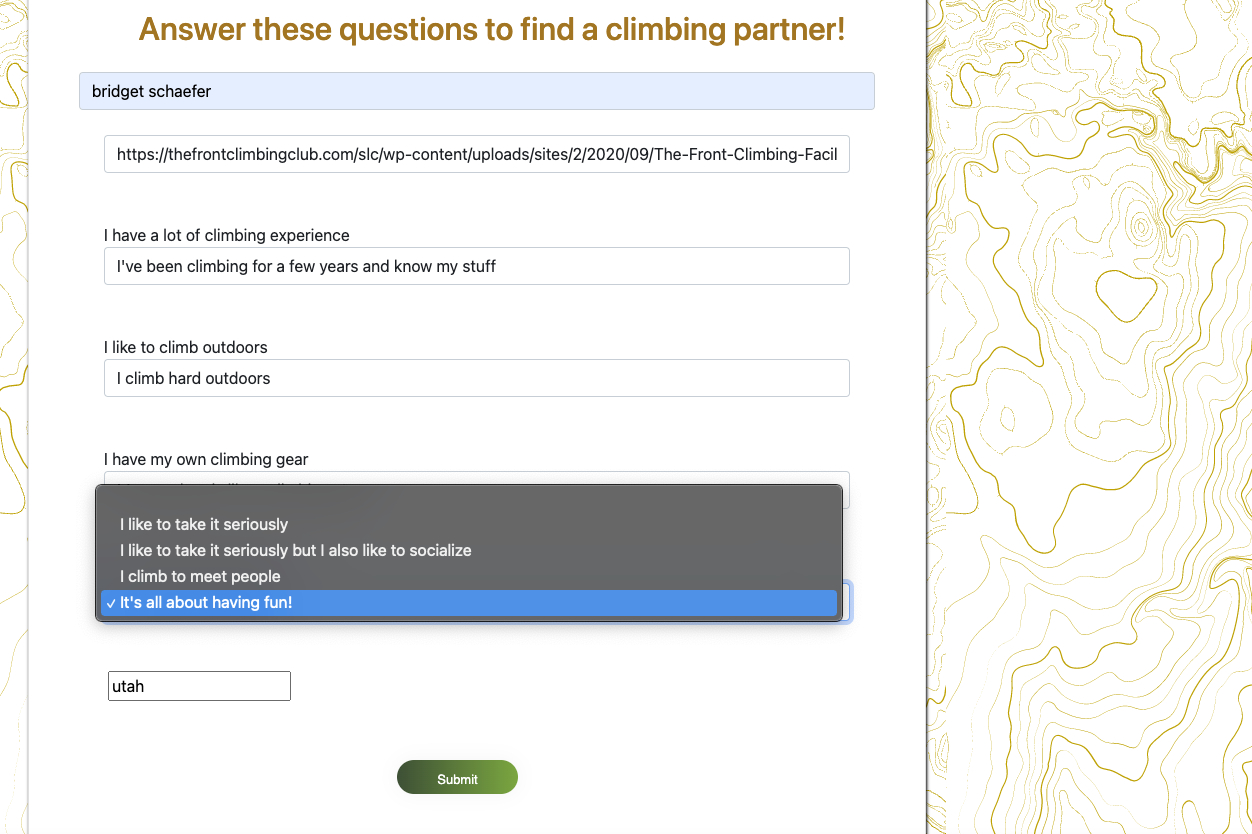 Answer these questions to find a climbing partner!
bridget schaefer
https://thefrontclimbingclub.com/slc/wp-content/uploads/sites/2/2020/09/The-Front-Climbing-Facil
I have a lot of climbing experience
I've been climbing for a few years and know my stuff
I like to climb outdoors
I climb hard outdoors
I have my own climbing gear
I like to take it seriously
I like to take it seriously but I also like to socialize
I climb to meet people
✓ It's all about having fun!
utah
Submit